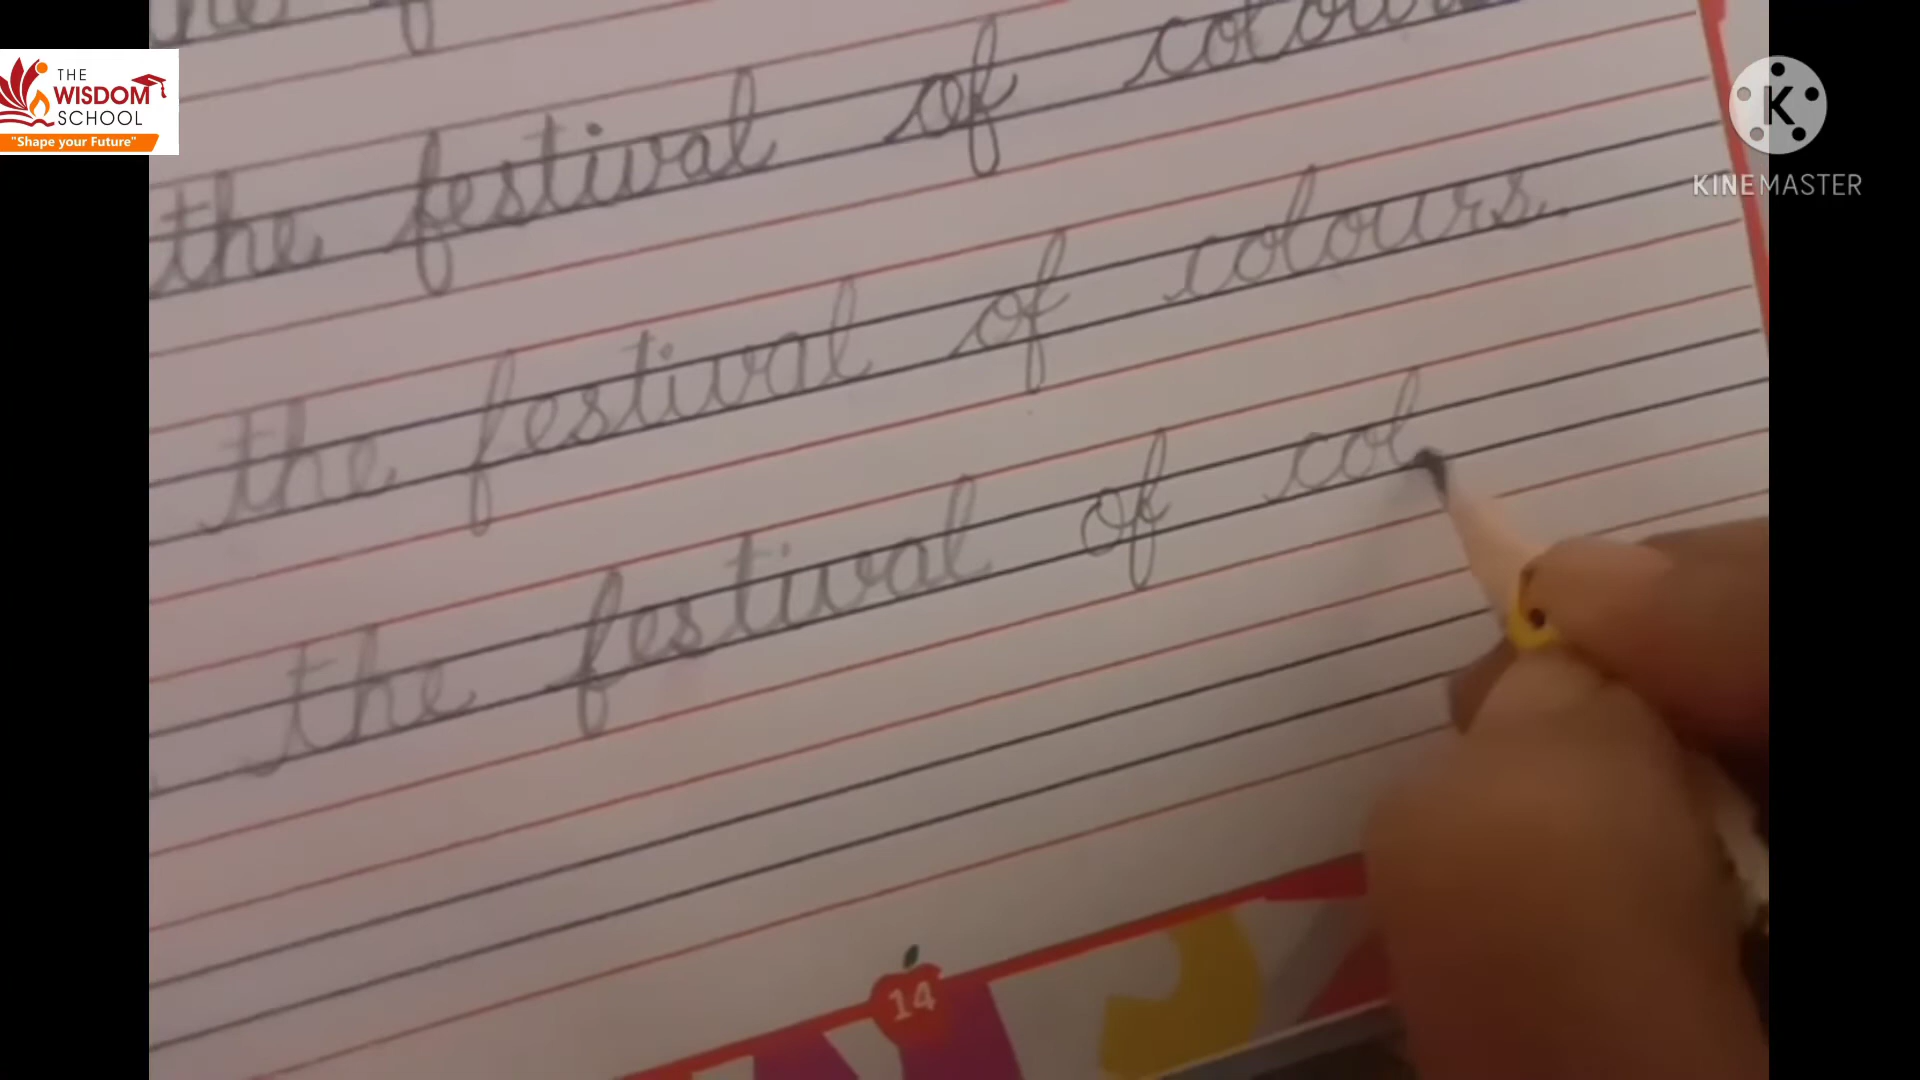 THE
WISDOM
SCHOOL
"Shape your Future"
K
KINEMASTER
the festival of colours
the festival of colours.
the festival of col
14